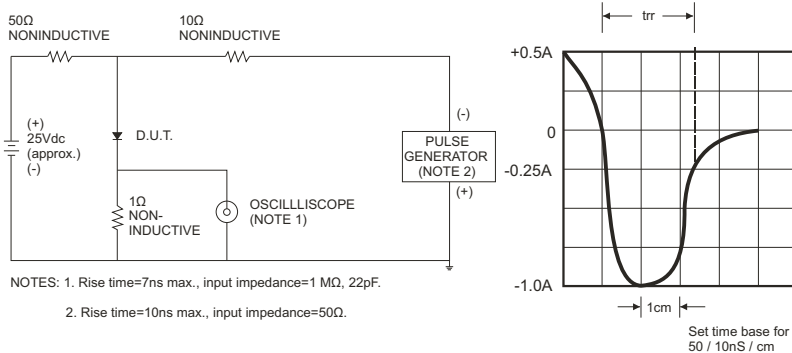 50Ω
NONINDUCTIVE
10Ω
NONINDUCTIVE
(+)
25Vdc
(approx.)
(-)
D.U.T.
1Ω
NON-
INDUCTIVE
OSCILLLISCOPE
(NOTE 1)
(-)
PULSE
GENERATOR
(NOTE 2)
(+)
NOTES: 1. Rise time=7ns max., input impedance=1 MΩ, 22pF.
2. Rise time=10ns max., input impedance=50Ω.
trr
+0.5A
0
-0.25A
-1.0A
1cm
Set time base for
50 / 10nS / cm